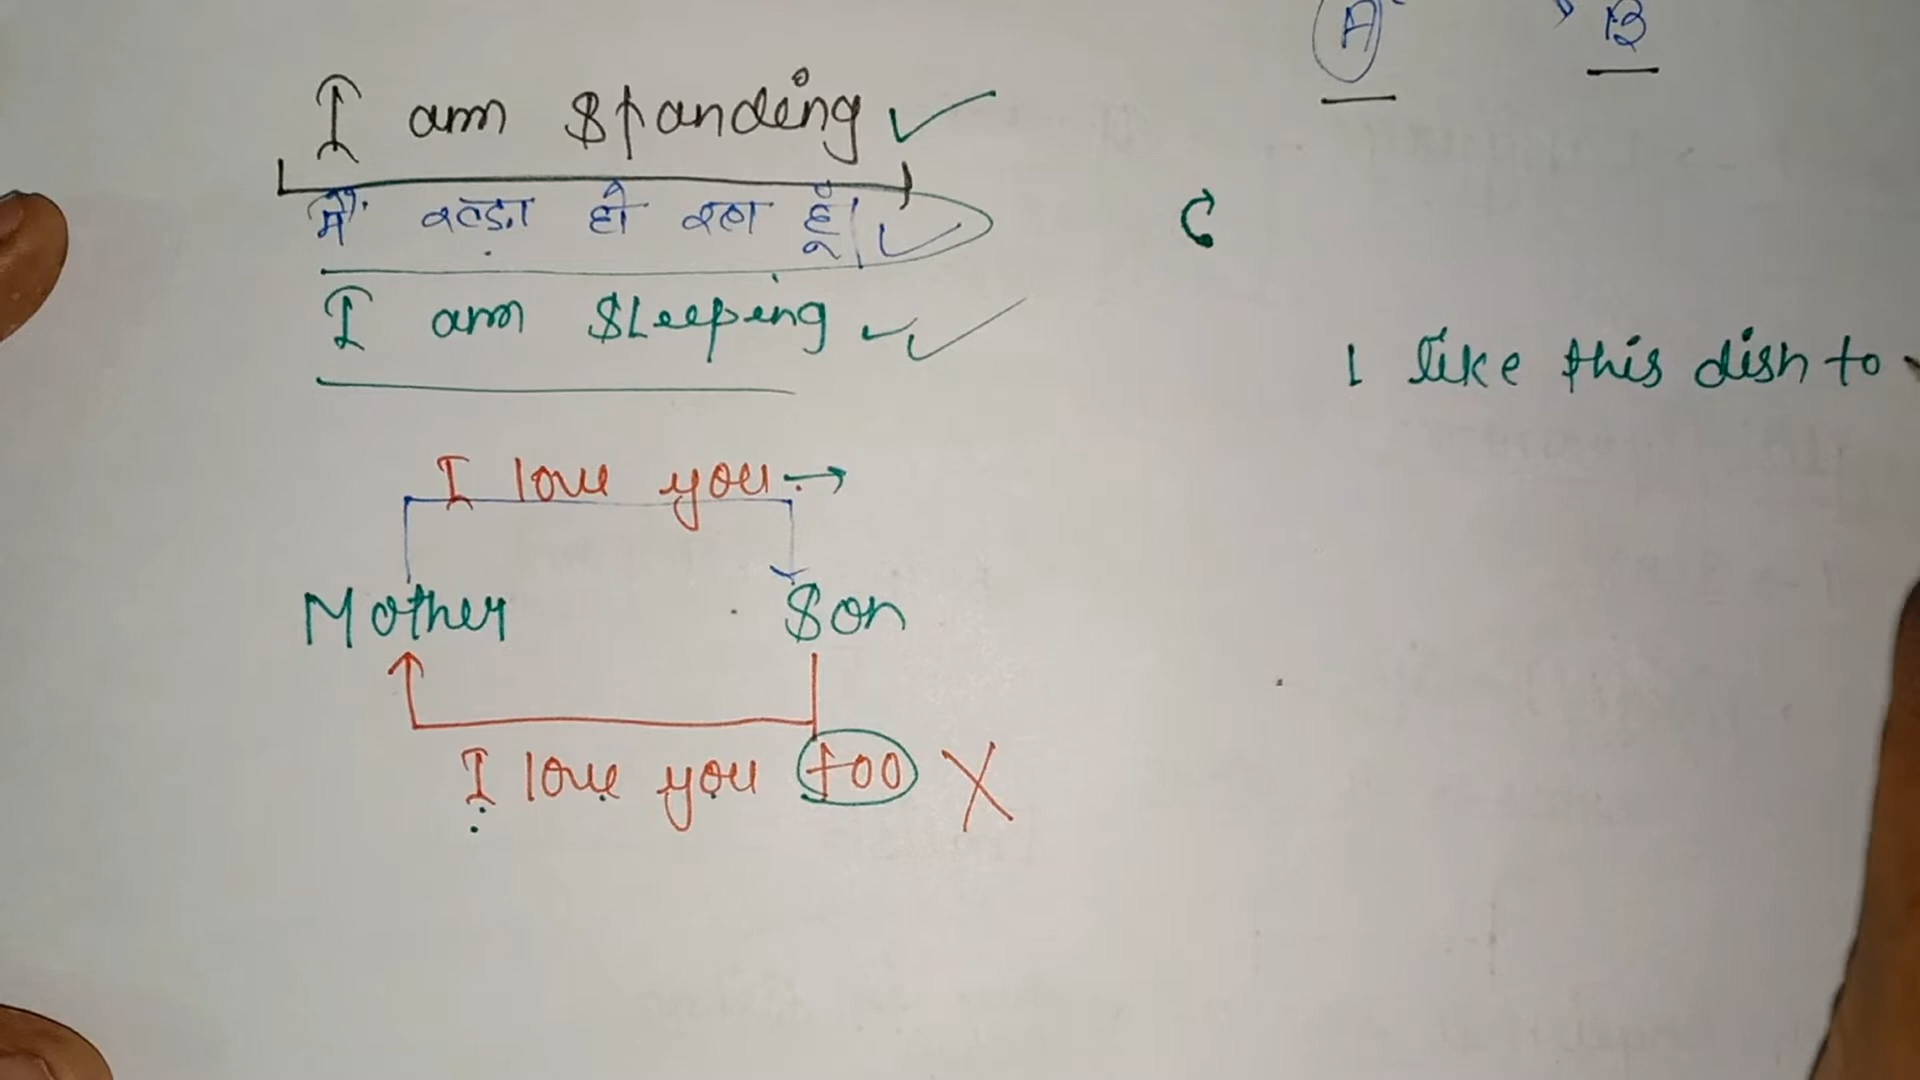 A B
I am Standing
मैं खड़ा हो रहा हूँ।
C
I am Sleeping
I like this dish to
I love you
Mother Son
I love you too